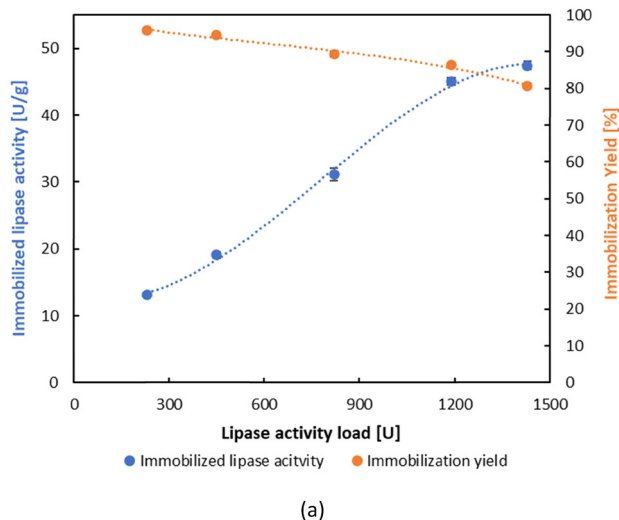 Immobilized lipase activity [U/g]
50
40
30
20
10
0
100
90
80
70
60
50
40
30
20
10
0
Immobilization Yield [%]
0 300 600 900 1200 1500
Lipase activity load [U]
Immobilized lipase acitvity Immobilization yield
(a)